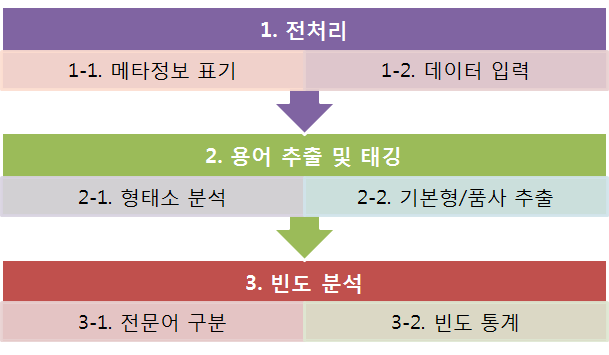 1. 전처리
1-1. 메타정보 표기
1-2. 데이터 입력
2. 용어 추출 및 태깅
2-1. 형태소 분석
2-2. 기본형/품사 추출
3. 빈도 분석
3-1. 전문어 구분
3-2. 빈도 통계